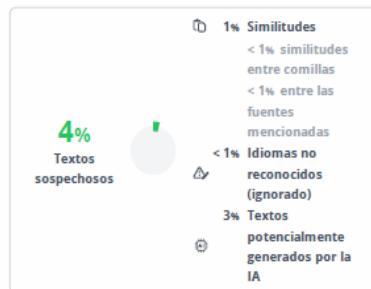 4%
Textos
sospechosos
1% Similitudes
< 1% similitudes
entre comillas
< 1% entre las
fuentes
mencionadas
< 1% Idiomas no
reconocidos
(ignorado)
3% Textos
potencialmente
generados por la
IA